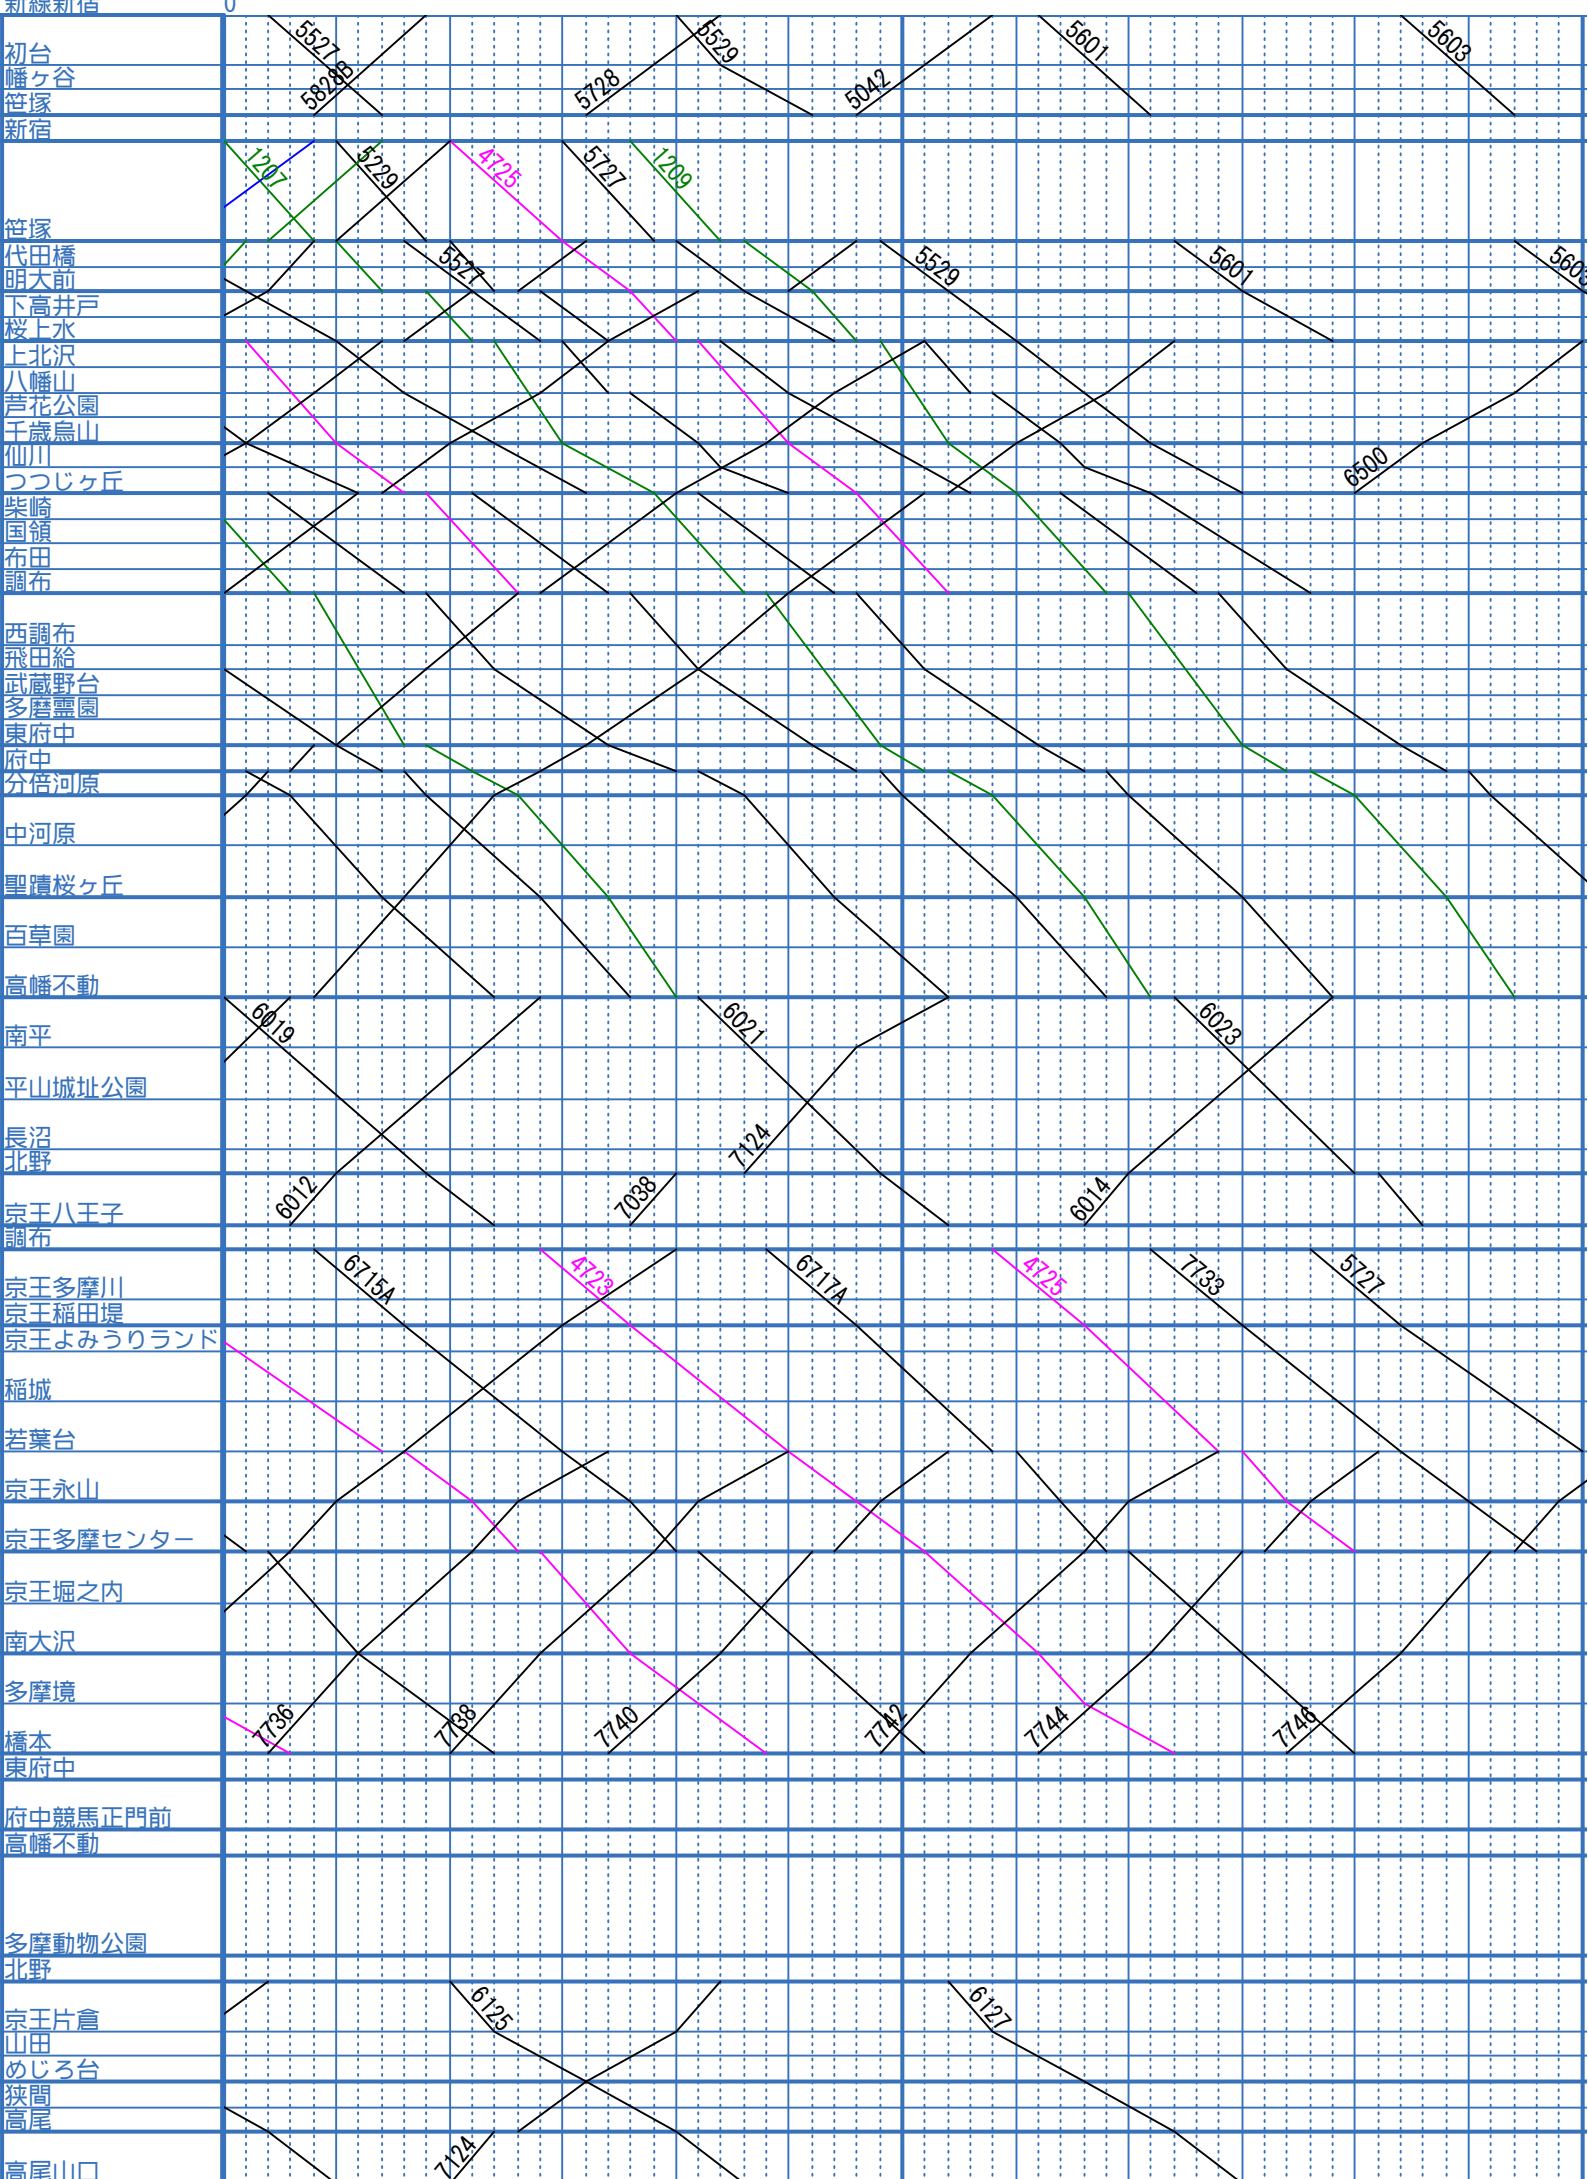 新線新宿 0
初台
幡ヶ谷
笹塚
5527
5828B
5728
5529
5042
5601
5603
新宿
1207
5229
4725
5727
1209
笹塚
代田橋
明大前
5527
5529
5601
5603
下高井戸
桜上水
上北沢
八幡山
芦花公園
千歳烏山
仙川
つつじヶ丘
6500
柴崎
国領
布田
調布
西調布
飛田給
武蔵野台
多磨霊園
東府中
府中
分倍河原
中河原
聖蹟桜ヶ丘
百草園
高幡不動
6019
6021
6023
南平
平山城址公園
長沼
7124
北野
京王八王子
6012
7038
6014
調布
6715A
4723
6717A
4725
7733
5727
京王多摩川
京王稲田堤
京王よみうりランド
稲城
若葉台
京王永山
京王多摩センター
京王堀之内
南大沢
多摩境
橋本
7736
7738
7740
7742
7744
7746
東府中
府中競馬正門前
高幡不動
多摩動物公園
北野
6125
6127
京王片倉
山田
めじろ台
狭間
高尾
7124
高尾山口